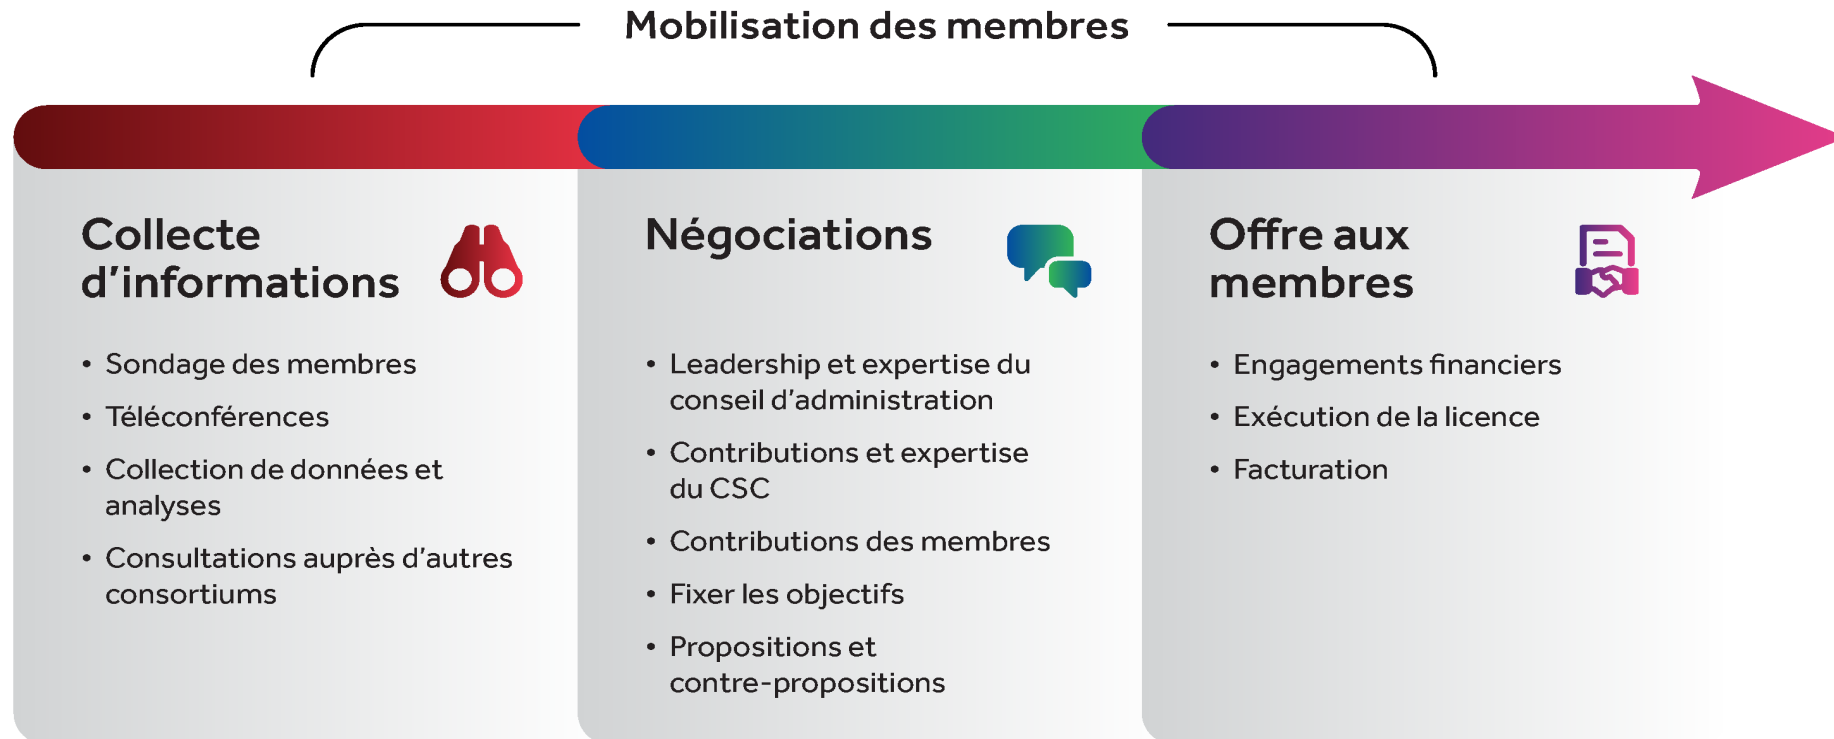 Mobilisation des membres
Collecte
d’informations
• Sondage des membres
• Téléconférences
• Collection de données et
analyses
• Consultations auprès d’autres
consortiums
Négociations
• Leadership et expertise du
conseil d’administration
• Contributions et expertise
du CSC
• Contributions des membres
• Fixer les objectifs
• Propositions et
contre-propositions
Offre aux
membres
• Engagements financiers
• Exécution de la licence
• Facturation